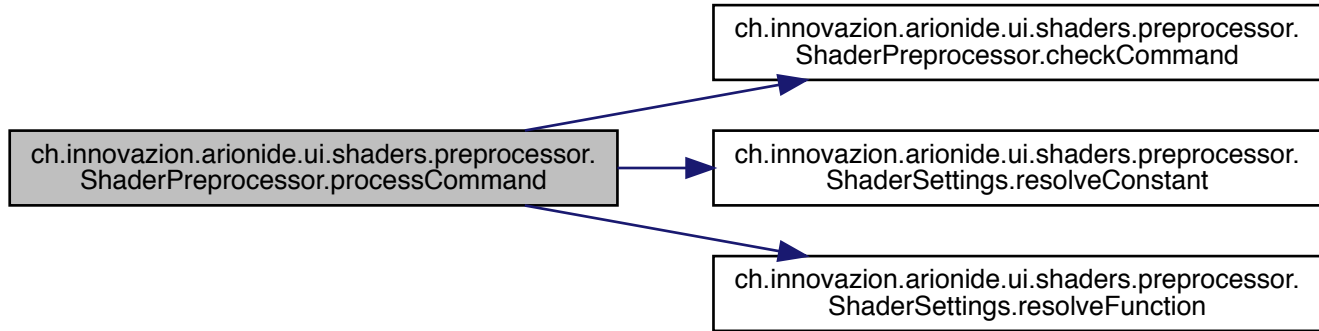 ch.innovazion.arionide.ui.shaders.preprocessor.
ShaderPreprocessor.processCommand
ch.innovazion.arionide.ui.shaders.preprocessor.
ShaderPreprocessor.checkCommand
ch.innovazion.arionide.ui.shaders.preprocessor.
ShaderSettings.resolveConstant
ch.innovazion.arionide.ui.shaders.preprocessor.
ShaderSettings.resolveFunction